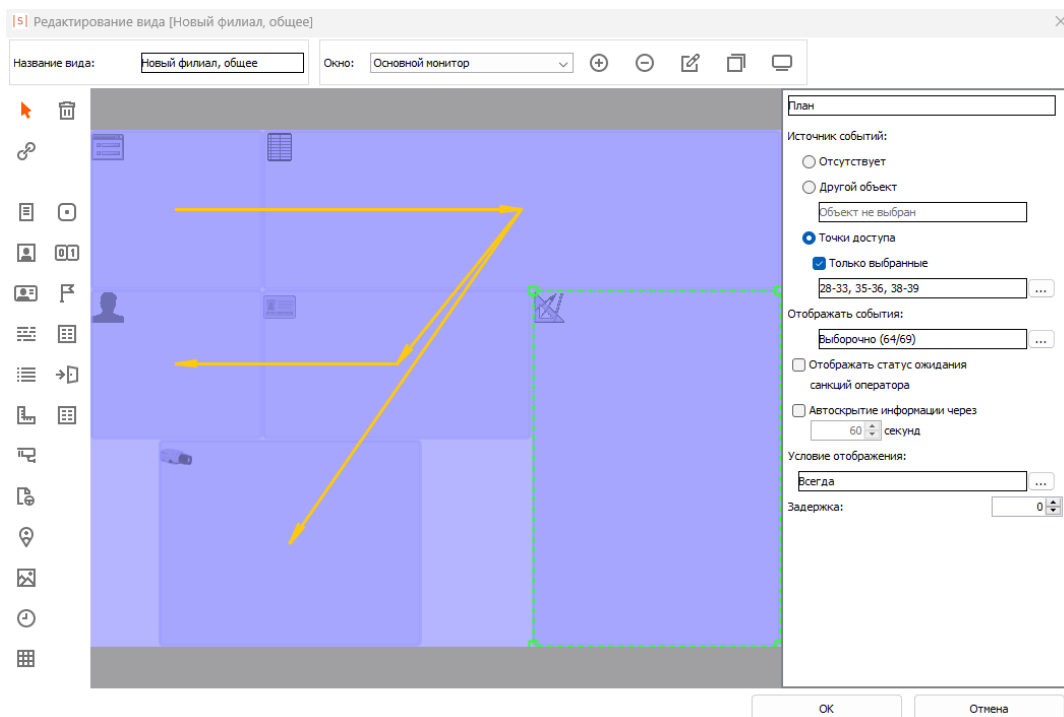 |S| Редактирование вида [Новый филиал, общее]
Название вида: Новый филиал, общее Окно: Основной монитор
План
Источник событий:
Отсутствует
Другой объект
Объект не выбран
Точки доступа
Только выбранные
28-33, 35-36, 38-39 ...
Отображать события:
Выборочно (64/69) ...
Отображать статус ожидания
санкций оператора
Автоскрытие информации через
60 секунд
Условие отображения:
Всегда ...
Задержка: 0
01
OK Отмена